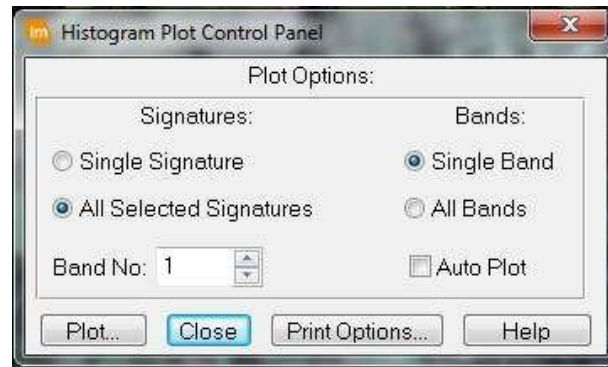 Im Histogram Plot Control Panel
Plot Options:
Signatures: Bands:
Single Signature Single Band
All Selected Signatures All Bands
Band No: 1 Auto Plot
Plot... Close Print Options... Help